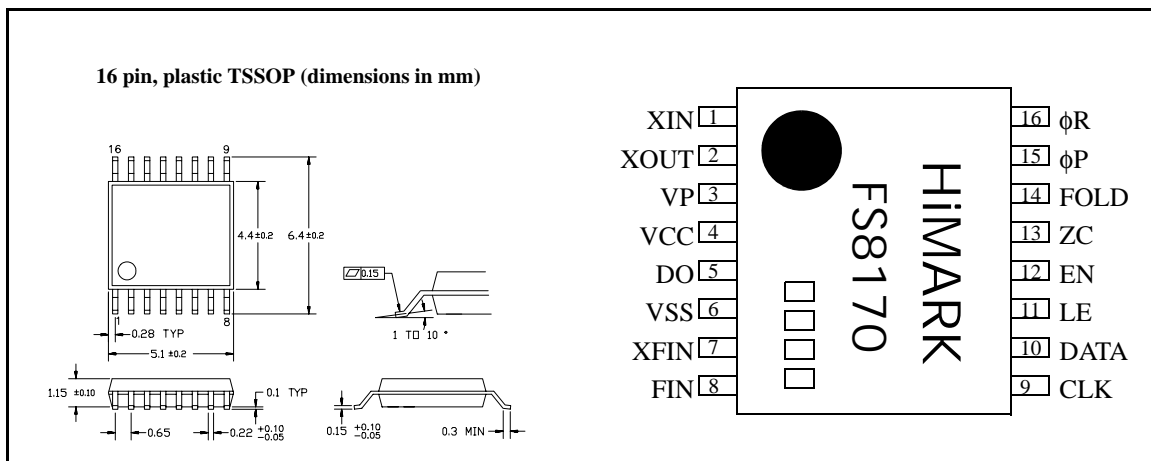 16 pin, plastic TSSOP (dimensions in mm)
16 9
4.4 ±0.2
6.4 ±0.2
1 8
0.28 TYP
5.1 ±0.2
0.15
1 TO 10 °
1.15 ±0.10
0.1 TYP
0.65
0.22 +0.10 -0.05
0.15 +0.10 -0.05
0.3 MIN
XIN 1
XOUT 2
VP 3
VCC 4
DO 5
VSS 6
XFIN 7
FIN 8
HiMARK
FS8170
16 ϕR
15 ϕP
14 FOLD
13 ZC
12 EN
11 LE
10 DATA
9 CLK